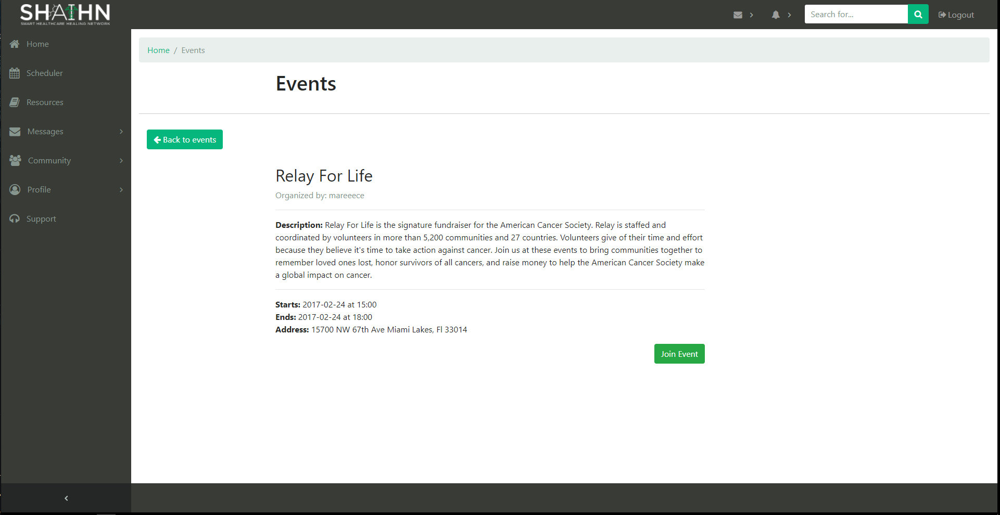 SHAIHN
SMART HEALTHCARE HEALING NETWORK
Search for...
Logout
Home
Scheduler
Resources
Messages
Community
Profile
Support
Home / Events
Events
Back to events
Relay For Life
Organized by: mareeece
Description: Relay For Life is the signature fundraiser for the American Cancer Society. Relay is staffed and
coordinated by volunteers in more than 5,200 communities and 27 countries. Volunteers give of their time and effort
because they believe it's time to take action against cancer. Join us at these events to bring communities together to
remember loved ones lost, honor survivors of all cancers, and raise money to help the American Cancer Society make
a global impact on cancer.
Starts: 2017-02-24 at 15:00
Ends: 2017-02-24 at 18:00
Address: 15700 NW 67th Ave Miami Lakes, Fl 33014
Join Event